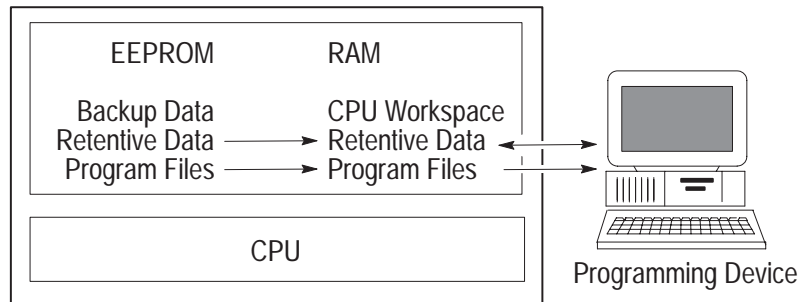 EEPROM RAM
Backup Data CPU Workspace
Retentive Data Retentive Data
Program Files Program Files
CPU
Programming Device